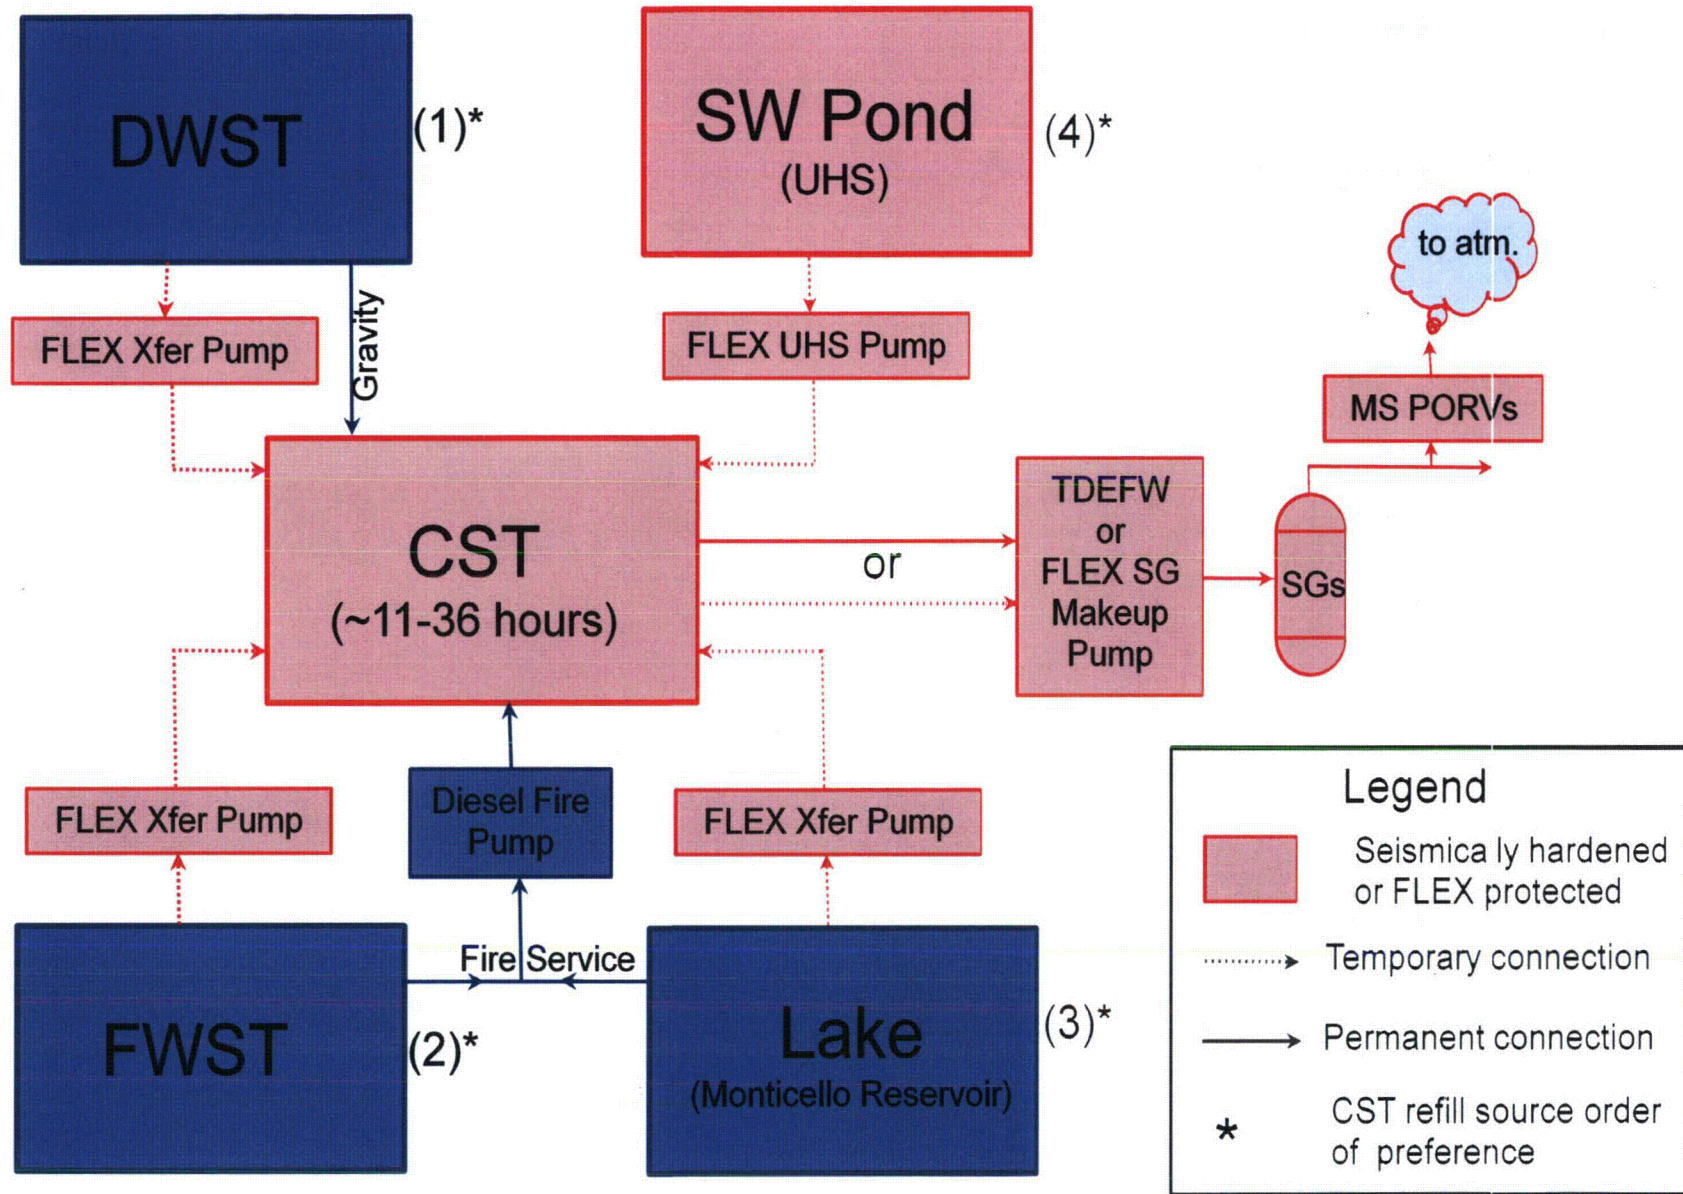 DWST
(1)*
SW Pond
(UHS)
(4)*
to atm.
FLEX Xfer Pump
Gravity
FLEX UHS Pump
MS PORVs
CST
(~11-36 hours)
or
TDEFW
or
FLEX SG
Makeup
Pump
SGs
FLEX Xfer Pump
Diesel Fire
Pump
FLEX Xfer Pump
Fire Service
FWST
(2)*
Lake
(Monticello Reservoir)
(3)*
Legend
Seismica ly hardened
or FLEX protected
Temporary connection
Permanent connection
*
CST refill source order
of preference